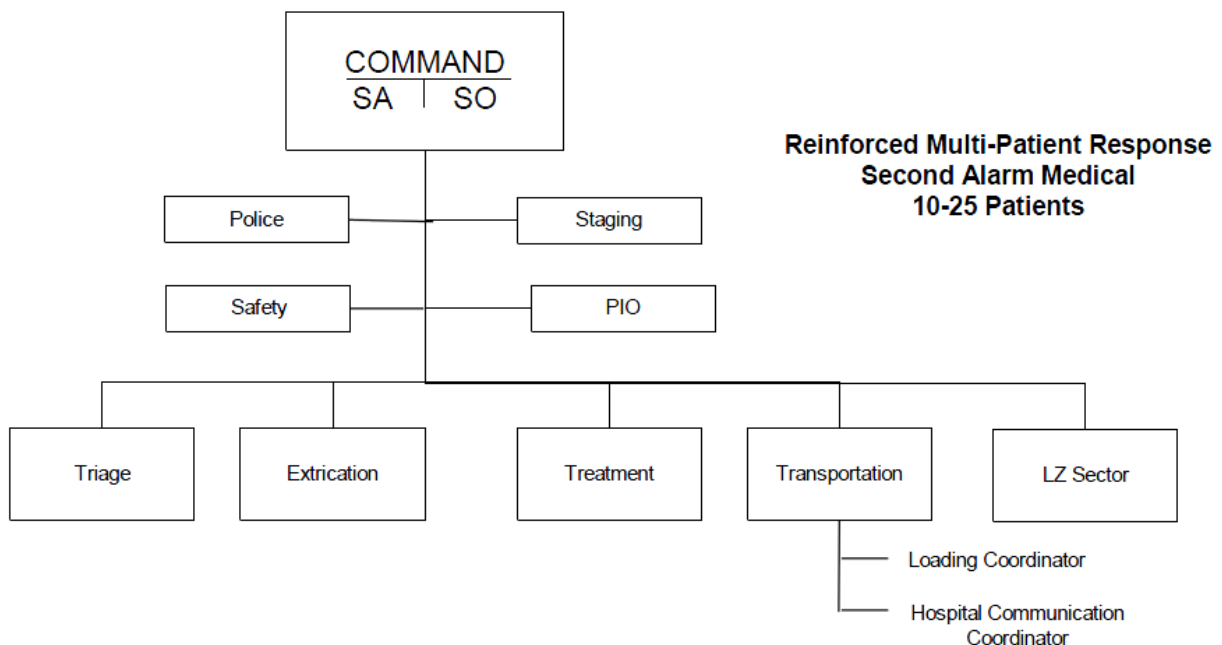 COMMAND
SA SO
Reinforced Multi-Patient Response
Second Alarm Medical
10-25 Patients
Police
Staging
Safety
PIO
Triage
Extrication
Treatment
Transportation
LZ Sector
Loading Coordinator
Hospital Communication
Coordinator